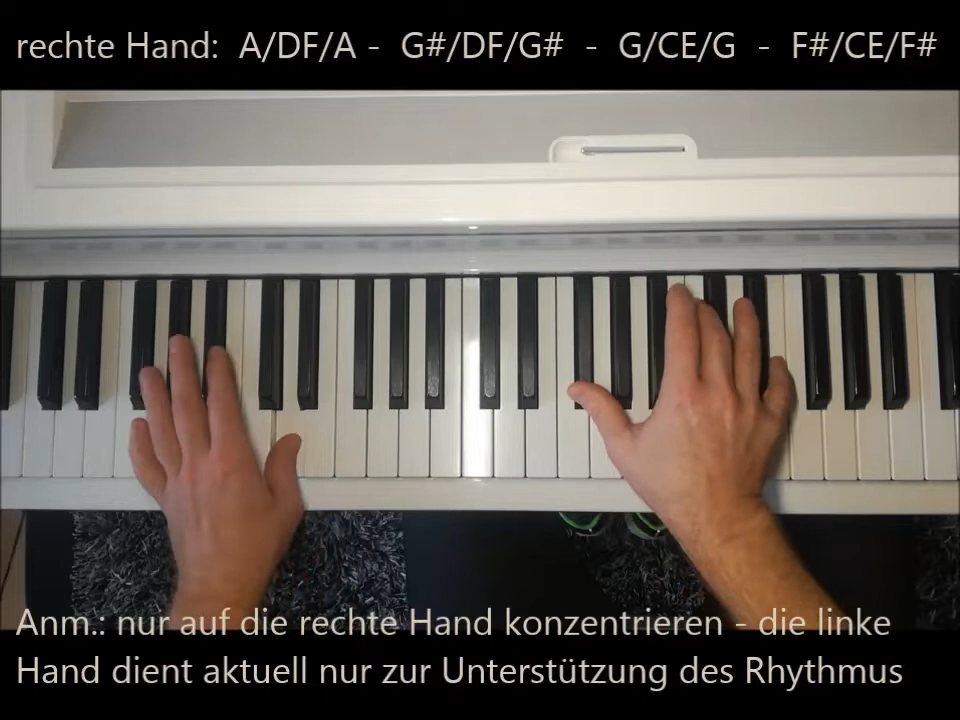 rechte Hand: A/DF/A - G#/DF/G# - G/CE/G - F#/CE/F#
Anm.: nur auf die rechte Hand konzentrieren - die linke
Hand dient aktuell nur zur Unterstützung des Rhythmus